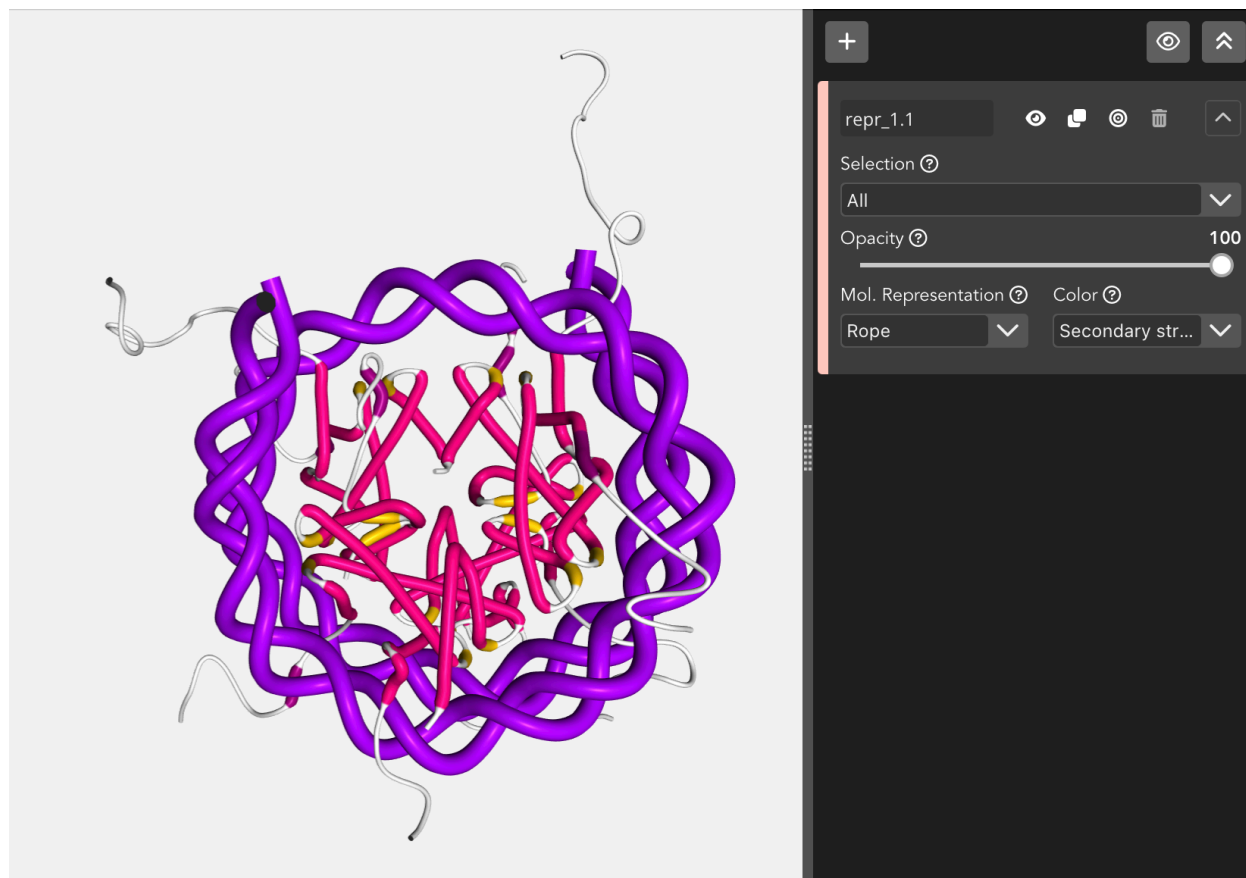 repr_1.1
Selection
All
Opacity 100
Mol. Representation Color
Rope Secondary str...